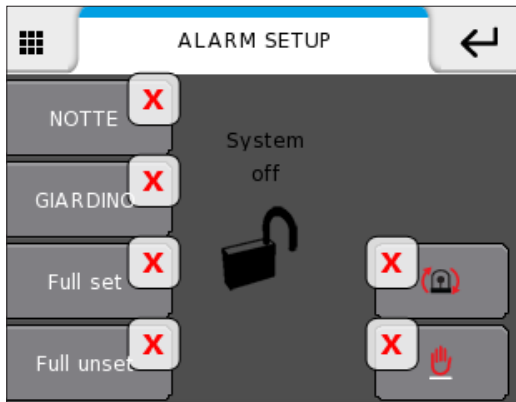 ALARM SETUP
NOTTE
X
System
off
GIARDINO
X
Full set
X
X
Full unset
X
X